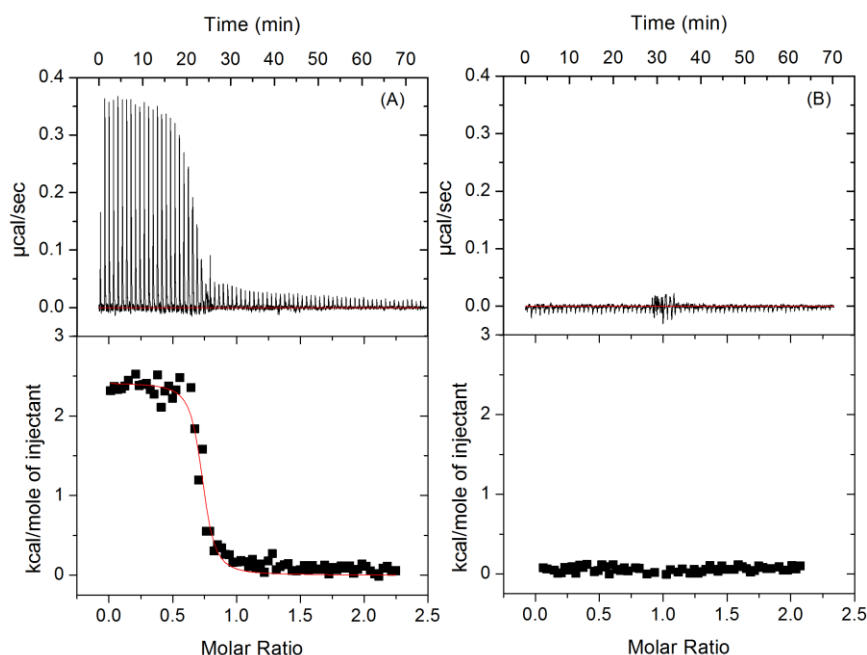 Time (min)
0 10 20 30 40 50 60 70
(A)
0.4
0.3
0.2
0.1
0.0
µcal/sec
3
2
1
0
kcal/mole of injectant
0.0 0.5 1.0 1.5 2.0 2.5
Molar Ratio
Time (min)
0 10 20 30 40 50 60 70
(B)
0.4
0.3
0.2
0.1
0.0
µcal/sec
3
2
1
0
kcal/mole of injectant
0.0 0.5 1.0 1.5 2.0 2.5
Molar Ratio